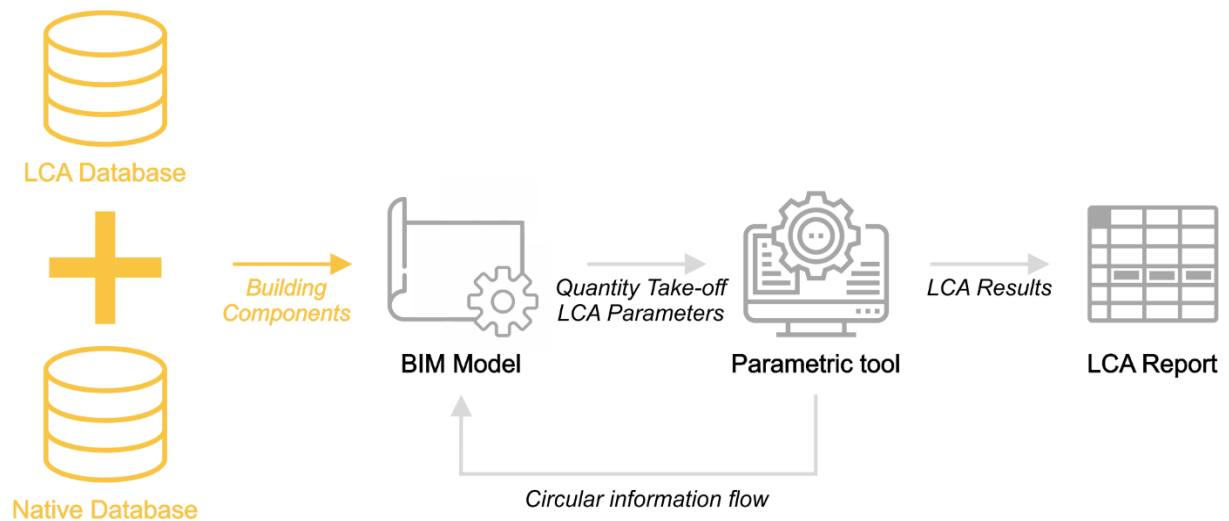 LCA Database
Building
Components
Quantity Take-off
LCA Parameters
LCA Results
BIM Model
Parametric tool
LCA Report
Native Database
Circular information flow